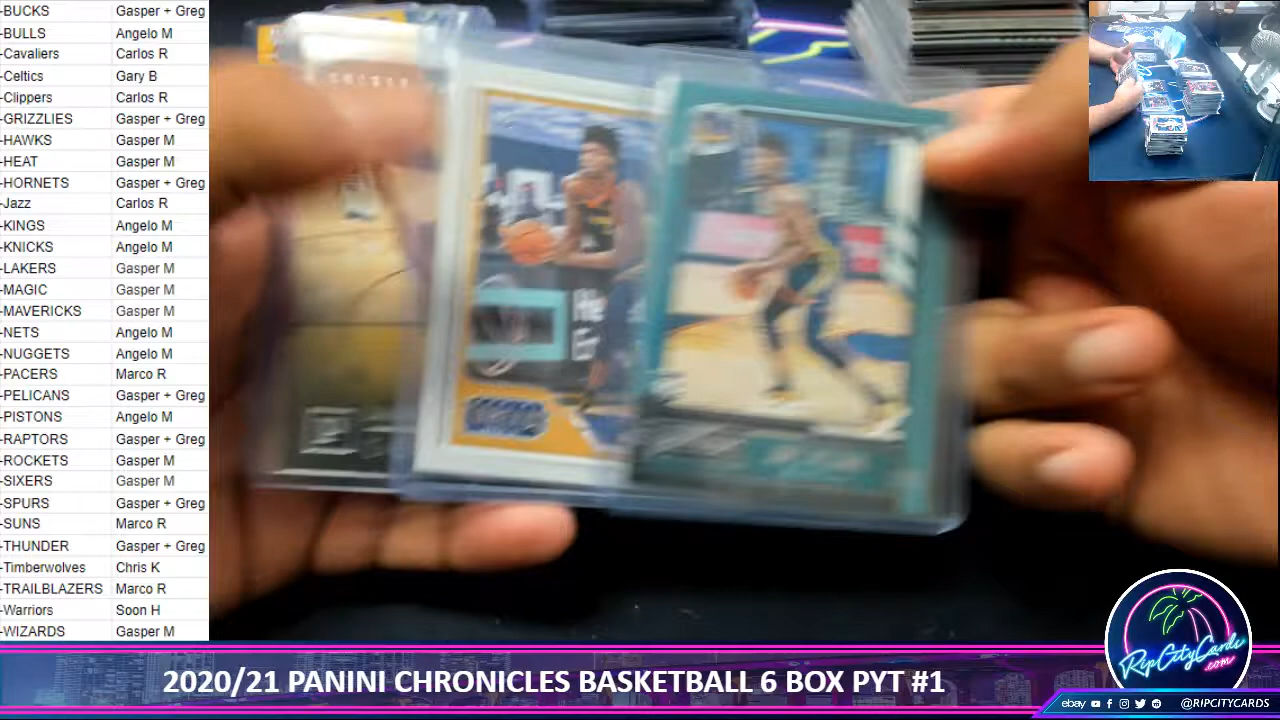 -BUCKS Gasper + Greg
-BULLS Angelo M
-Cavaliers Carlos R
-Celtics Gary B
-Clippers Carlos R
-GRIZZLIES Gasper + Greg
-HAWKS Gasper M
-HEAT Gasper M
-HORNETS Gasper + Greg
-Jazz Carlos R
-KINGS Angelo M
-KNICKS Angelo M
-LAKERS Gasper M
-MAGIC Gasper M
-MAVERICKS Gasper M
-NETS Angelo M
-NUGGETS Angelo M
-PACERS Marco R
-PELICANS Gasper + Greg
-PISTONS Angelo M
-RAPTORS Gasper + Greg
-ROCKETS Gasper M
-SIXERS Gasper M
-SPURS Gasper + Greg
-SUNS Marco R
-THUNDER Gasper + Greg
-Timberwolves Chris K
-TRAILBLAZERS Marco R
-Warriors Soon H
-WIZARDS Gasper M
RipCityCards
.com
2020/21 PANINI CHRONICLES BASKETBALL 6 BOX PYT #1
ebay @RIPCITYCARDS